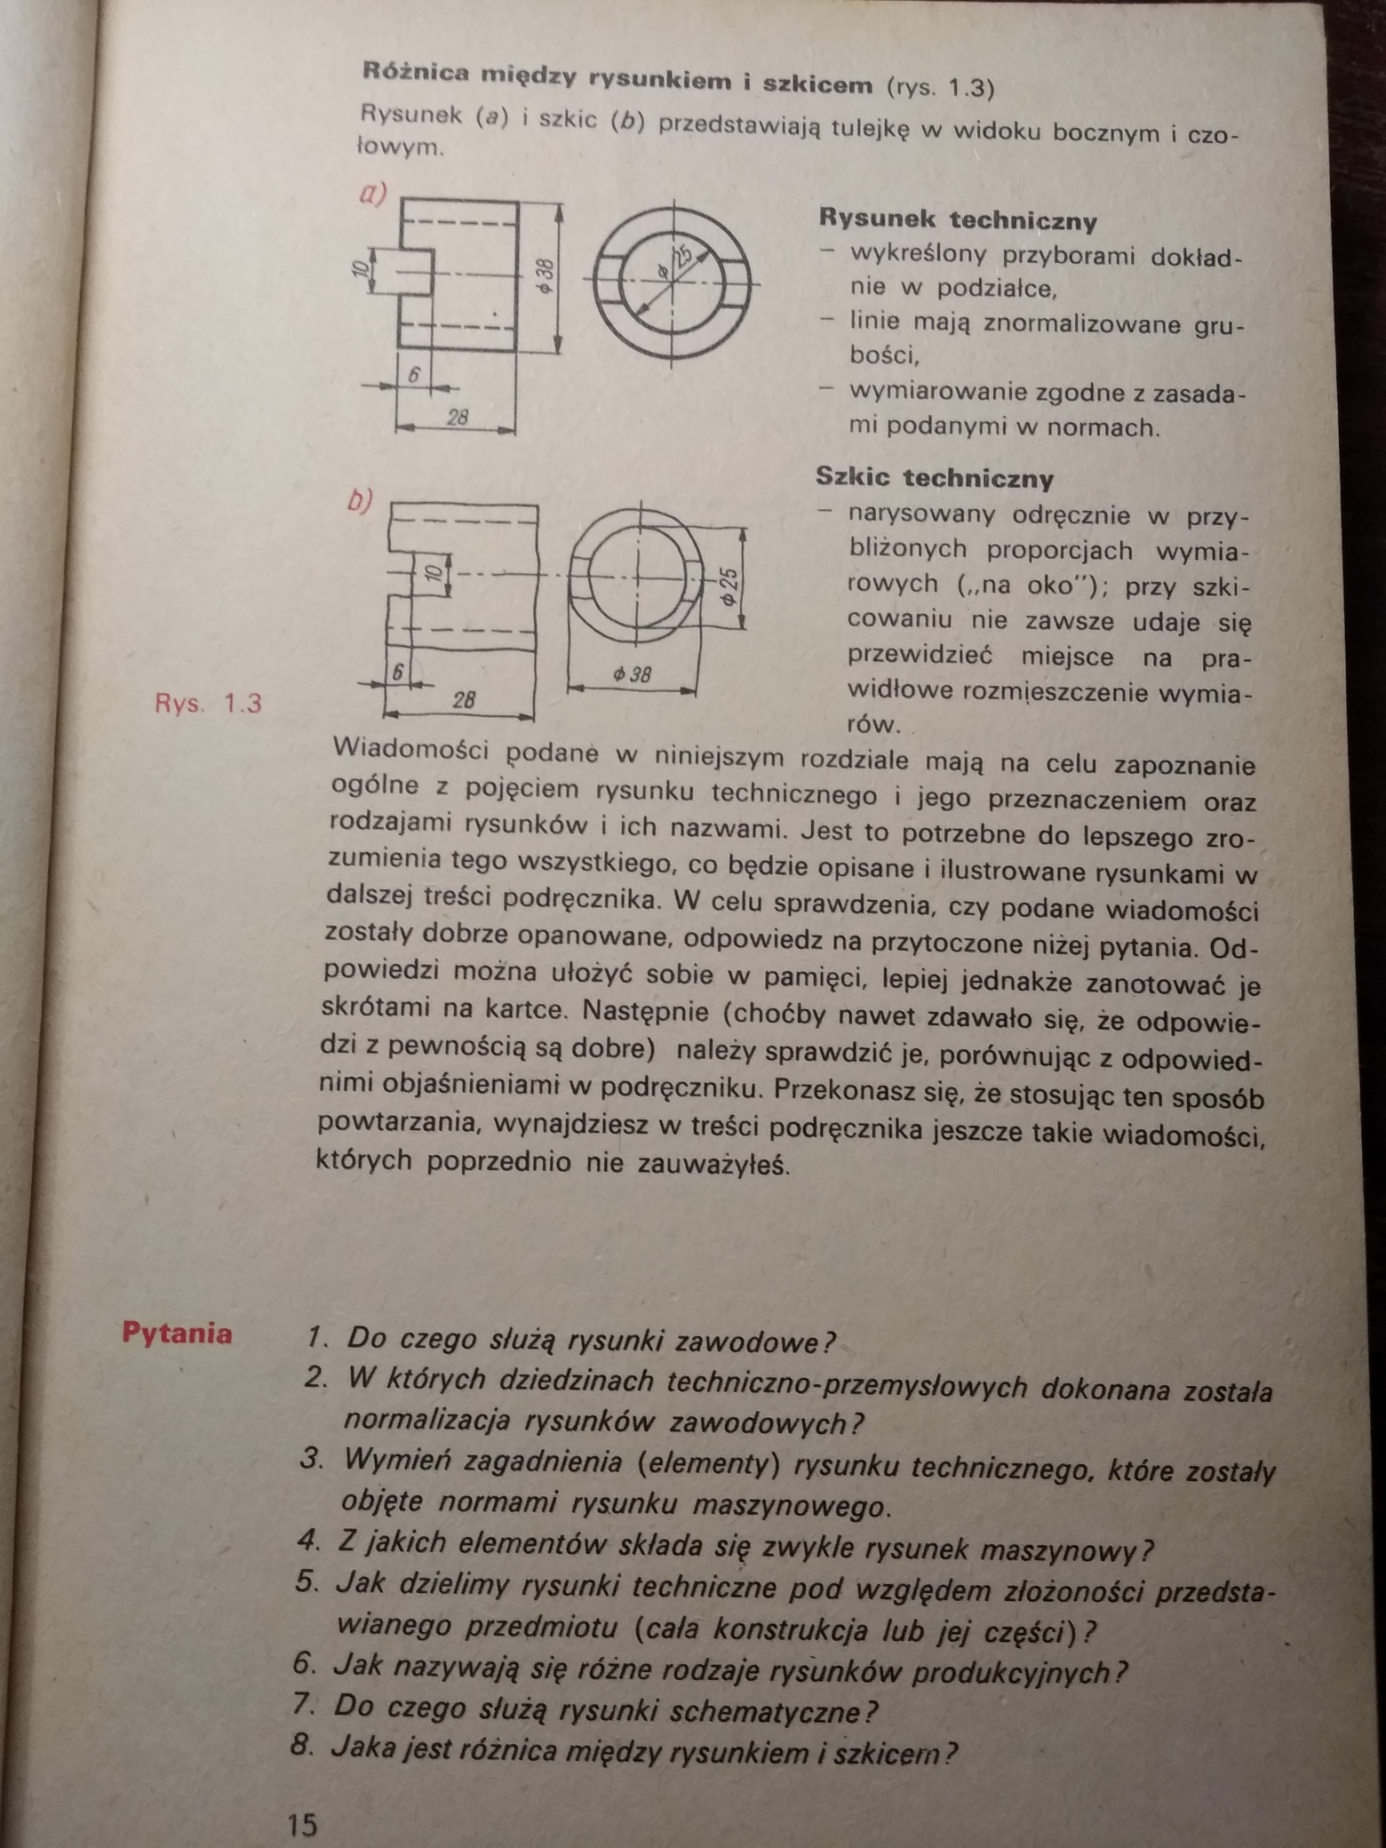 Różnica między rysunkiem i szkicem (rys. 1.3)
Rysunek (a) i szkic (b) przedstawiają tulejkę w widoku bocznym i czo-
łowym.
a)
10
φ38
φ25
6
28
Rysunek techniczny
– wykreślony przyborami dokład-
nie w podziałce,
– linie mają znormalizowane gru-
bości,
– wymiarowanie zgodne z zasada-
mi podanymi w normach.
b)
10
φ25
6
φ38
28
Rys. 1.3
Szkic techniczny
– narysowany odręcznie w przy-
bliżonych proporcjach wymia-
rowych („na oko"); przy szki-
cowaniu nie zawsze udaje się
przewidzieć miejsce na pra-
widłowe rozmieszczenie wymia-
rów.
Wiadomości podane w niniejszym rozdziale mają na celu zapoznanie
ogólne z pojęciem rysunku technicznego i jego przeznaczeniem oraz
rodzajami rysunków i ich nazwami. Jest to potrzebne do lepszego zro-
zumienia tego wszystkiego, co będzie opisane i ilustrowane rysunkami w
dalszej treści podręcznika. W celu sprawdzenia, czy podane wiadomości
zostały dobrze opanowane, odpowiedz na przytoczone niżej pytania. Od-
powiedzi można ułożyć sobie w pamięci, lepiej jednakże zanotować je
skrótami na kartce. Następnie (choćby nawet zdawało się, że odpowie-
dzi z pewnością są dobre) należy sprawdzić je, porównując z odpowied-
nimi objaśnieniami w podręczniku. Przekonasz się, że stosując ten sposób
powtarzania, wynajdziesz w treści podręcznika jeszcze takie wiadomości,
których poprzednio nie zauważyłeś.
Pytania
1. Do czego służą rysunki zawodowe?
2. W których dziedzinach techniczno-przemysłowych dokonana została
normalizacja rysunków zawodowych?
3. Wymień zagadnienia (elementy) rysunku technicznego, które zostały
objęte normami rysunku maszynowego.
4. Z jakich elementów składa się zwykle rysunek maszynowy?
5. Jak dzielimy rysunki techniczne pod względem złożoności przedsta-
wianego przedmiotu (cała konstrukcja lub jej części)?
6. Jak nazywają się różne rodzaje rysunków produkcyjnych?
7. Do czego służą rysunki schematyczne?
8. Jaka jest różnica między rysunkiem i szkicem?
15